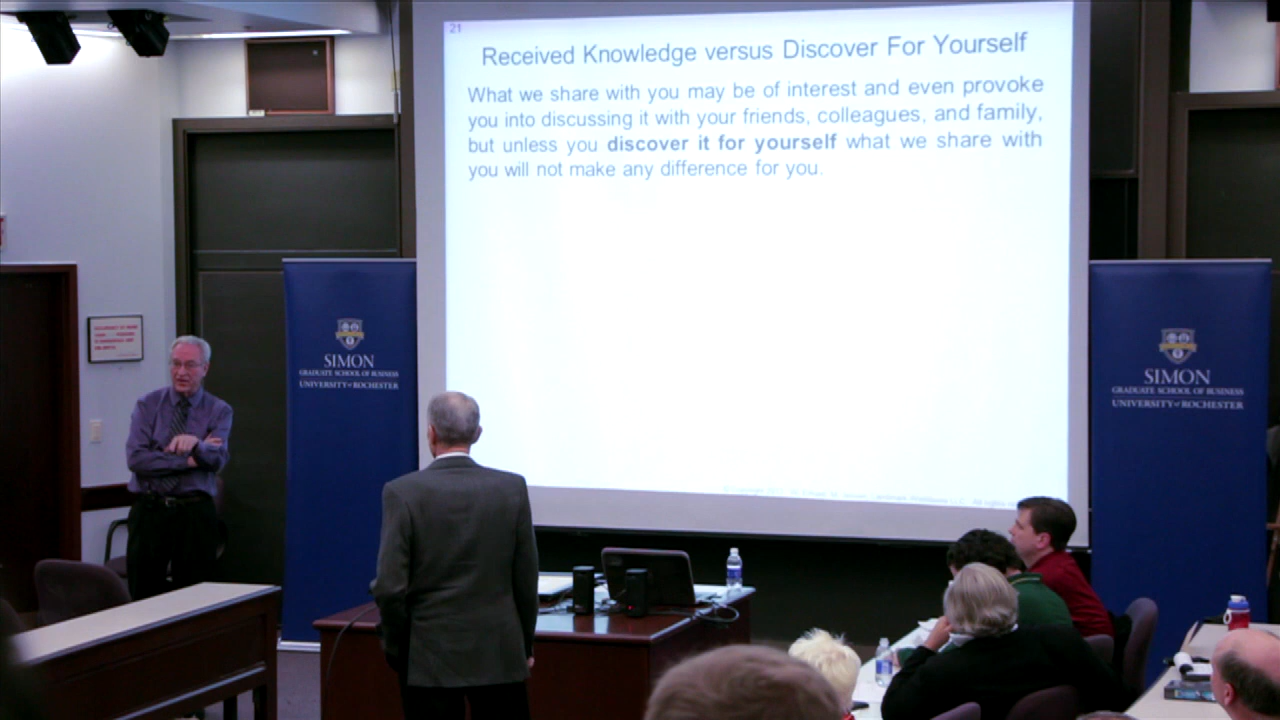 21
Received Knowledge versus Discover For Yourself
What we share with you may be of interest and even provoke
you into discussing it with your friends, colleagues, and family,
but unless you discover it for yourself what we share with
you will not make any difference for you.
SIMON
GRADUATE SCHOOL OF BUSINESS
UNIVERSITY of ROCHESTER
SIMON
GRADUATE SCHOOL OF BUSINESS
UNIVERSITY of ROCHESTER